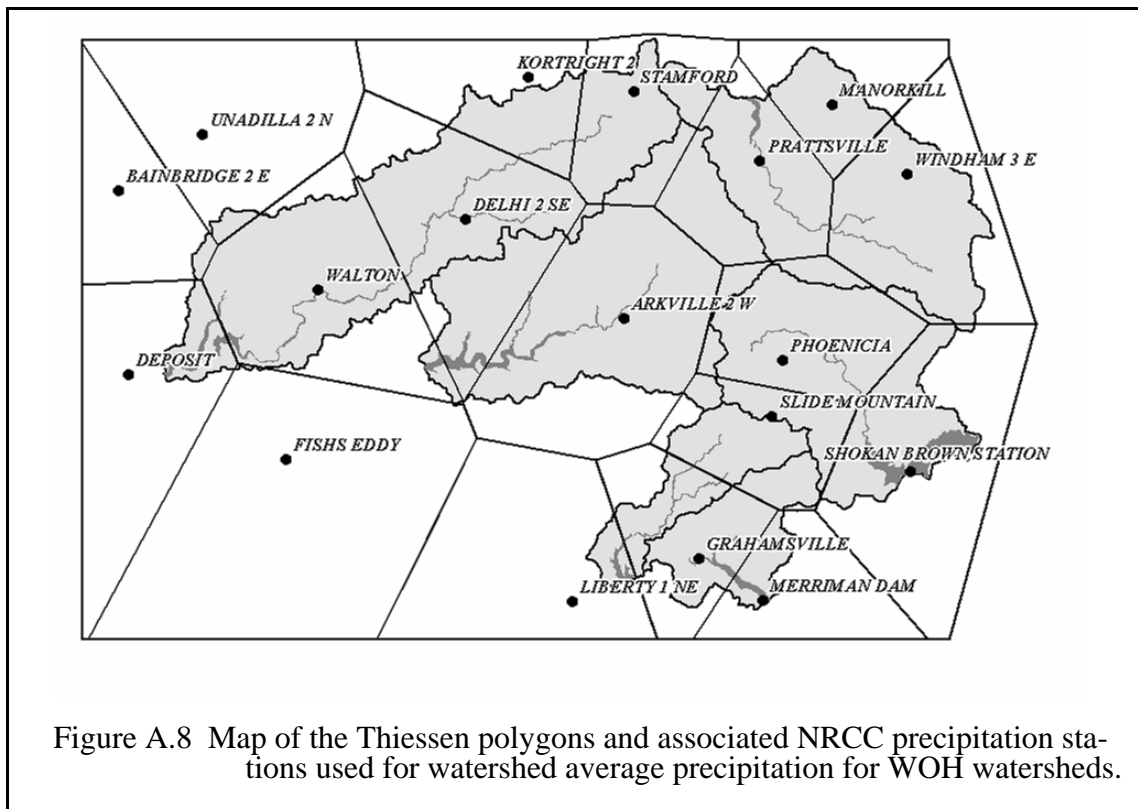 KORTRIGHT 2
STAMFORD
MANORKILL
UNADILLA 2 N
PRATTSVILLE
WINDHAM 3 E
BAINBRIDGE 2 E
DELHI 2 SE
WALTON
ARKVILLE 2 W
PHOENICIA
DEPOSIT
SLIDE MOUNTAIN
FISHS EDDY
SHOKAN BROWN STATION
GRAHAMSVILLE
LIBERTY 1 NE
MERRIMAN DAM
Figure A.8 Map of the Thiessen polygons and associated NRCC precipitation sta-
tions used for watershed average precipitation for WOH watersheds.